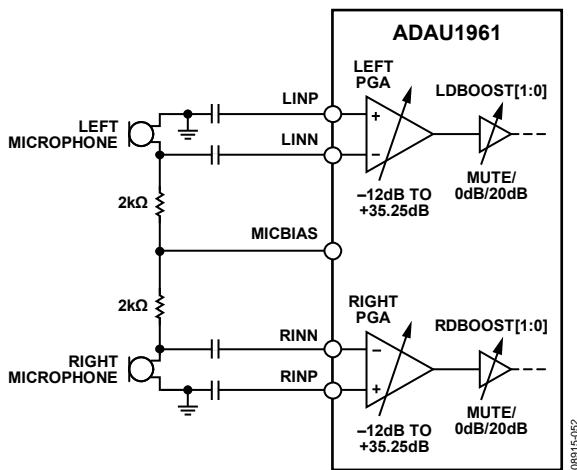 ADAU1961
LEFT
PGA
LDBOOST[1:0]
LINP
+
LEFT
MICROPHONE
LINN
–
MUTE/
0dB/20dB
–12dB TO
+35.25dB
2kΩ
MICBIAS
2kΩ
RIGHT
PGA
RDBOOST[1:0]
RINN
–
RIGHT
MICROPHONE
RINP
+
MUTE/
0dB/20dB
–12dB TO
+35.25dB
08915-052